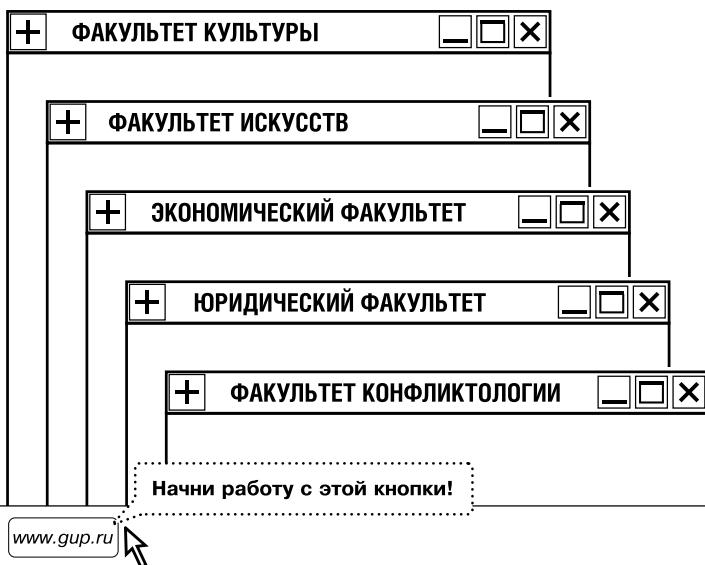 ФАКУЛЬТЕТ КУЛЬТУРЫ
ФАКУЛЬТЕТ ИСКУССТВ
ЭКОНОМИЧЕСКИЙ ФАКУЛЬТЕТ
ЮРИДИЧЕСКИЙ ФАКУЛЬТЕТ
ФАКУЛЬТЕТ КОНФЛИКТОЛОГИИ
Начни работу с этой кнопки!
www.gup.ru